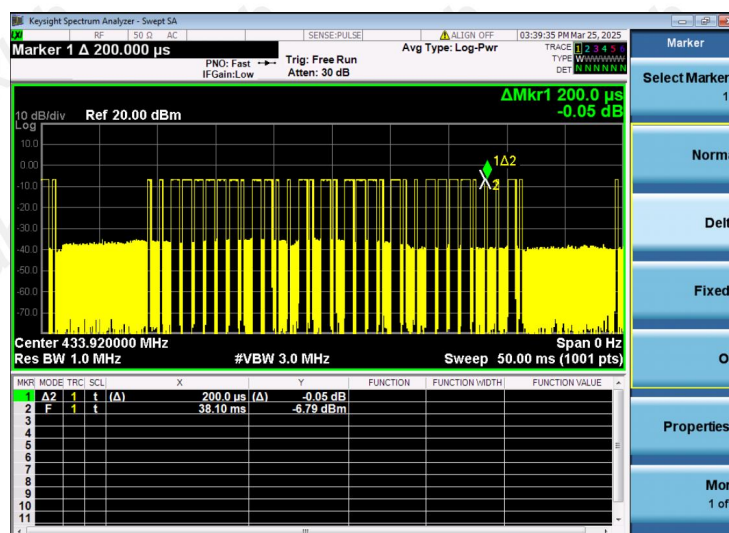 Keysight Spectrum Analyzer - Swept SA
RF 50 Ω AC SENSE:PULSE ALIGN OFF 03:39:35 PM Mar 25, 2025
Marker 1 Δ 200.000 µs
PNO: Fast
IFGain:Low
Trig: Free Run
Atten: 30 dB
Avg Type: Log-Pwr
TRACE 1 2 3 4 5 6
TYPE
DET N N N N N N
ΔMkr1 200.0 µs
-0.05 dB
10 dB/div Ref 20.00 dBm
Log
10.0
0.00
-10.0
-20.0
-30.0
-40.0
-50.0
-60.0
-70.0
1Δ2
2
Center 433.920000 MHz Span 0 Hz
Res BW 1.0 MHz #VBW 3.0 MHz Sweep 50.00 ms (1001 pts)
MKR MODE TRC SCL X Y FUNCTION FUNCTION WIDTH FUNCTION VALUE
1 Δ2 1 t (Δ) 200.0 µs (Δ) -0.05 dB
2 F 1 t 38.10 ms -6.79 dBm
3
4
5
6
7
8
9
10
11
Marker
Select Marker
1
Norma
Delt
Fixed
O
Properties
Mor
1 of